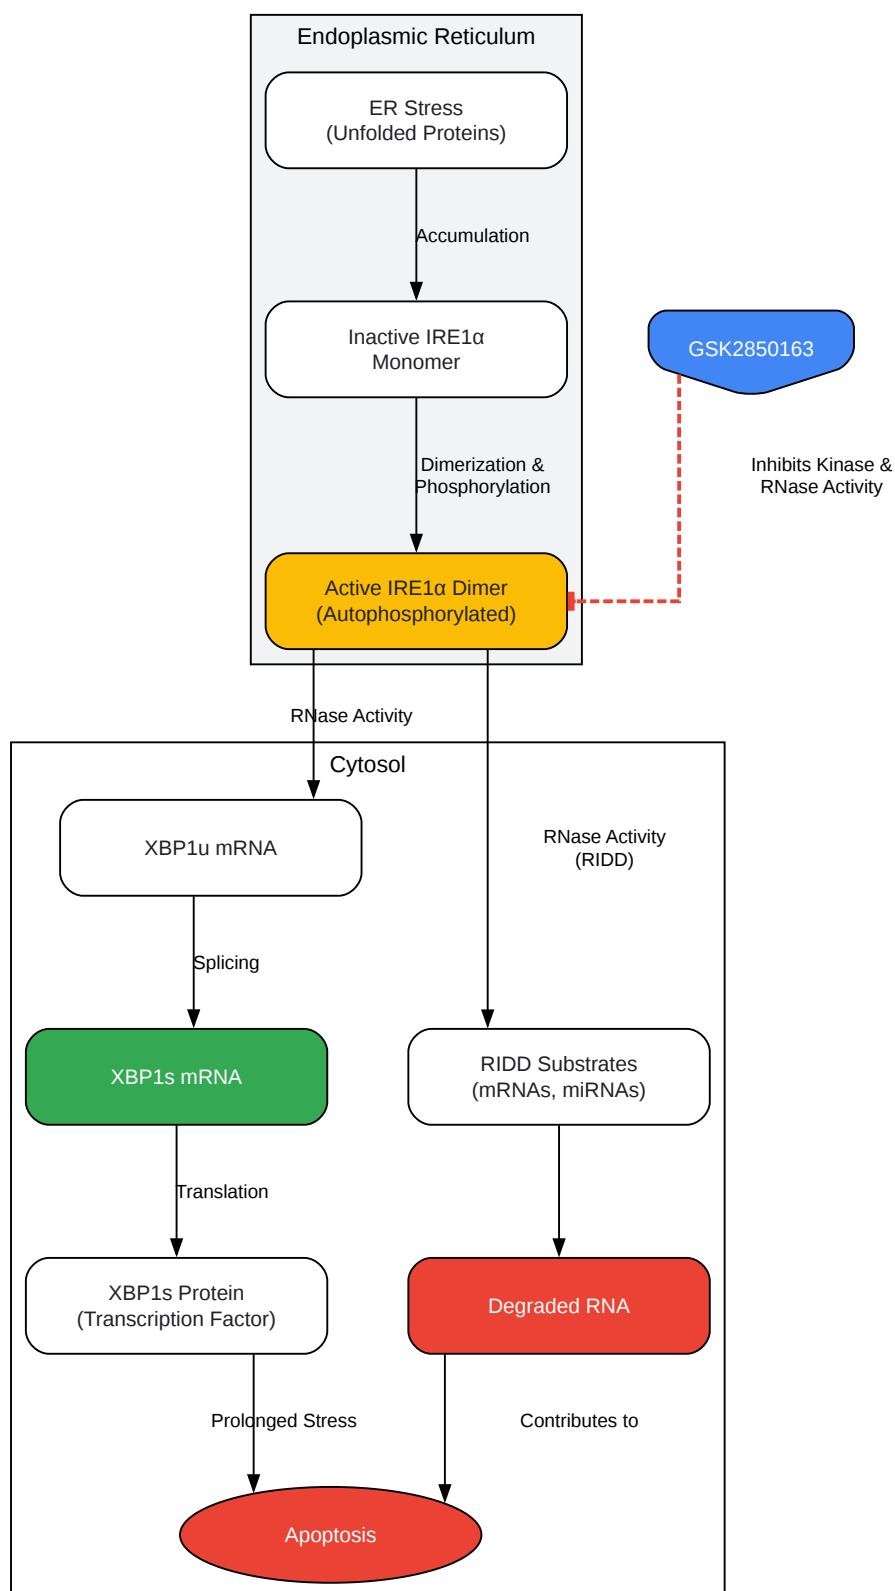 Endoplasmic Reticulum
ER Stress
(Unfolded Proteins)
Accumulation
Inactive IRE1α
Monomer
GSK2850163
Dimerization &
Phosphorylation
Inhibits Kinase &
RNase Activity
Active IRE1α Dimer
(Autophosphorylated)
RNase Activity
Cytosol
XBP1u mRNA
RNase Activity
(RIDD)
Splicing
XBP1s mRNA
RIDD Substrates
(mRNAs, miRNAs)
Translation
XBP1s Protein
(Transcription Factor)
Degraded RNA
Prolonged Stress
Contributes to
Apoptosis